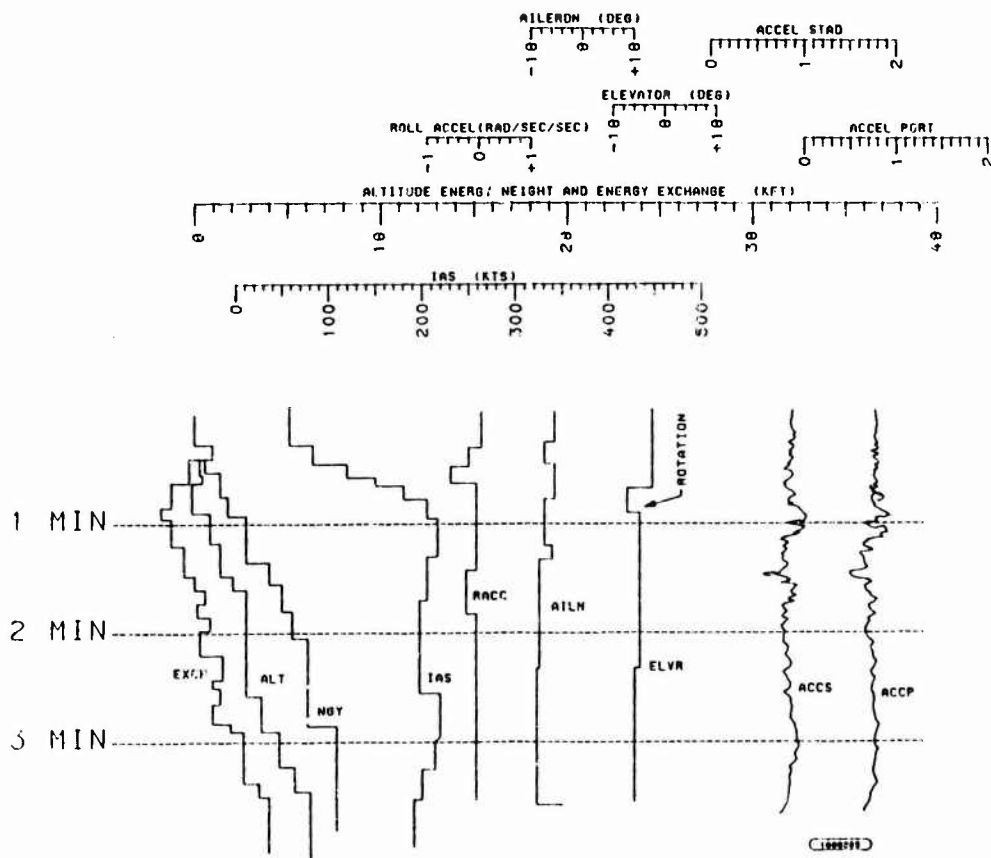 AILERON (DEG)
-10 0 +10
ACCEL STAD
0 1 2
ELEVATOR (DEG)
-10 0 +10
ROLL ACCEL(RAD/SEC/SEC)
-1 0 +1
ACCEL PORT
0 1 2
ALTITUDE ENERGY WEIGHT AND ENERGY EXCHANGE (KFT)
0 10 20 30 40
IAS (KTS)
0 100 200 300 400 500
ROTATION
1 MIN
RACC
AILN
2 MIN
EXCH
ALT
IAS
ELVR
NGY
ACCS
ACCP
3 MIN